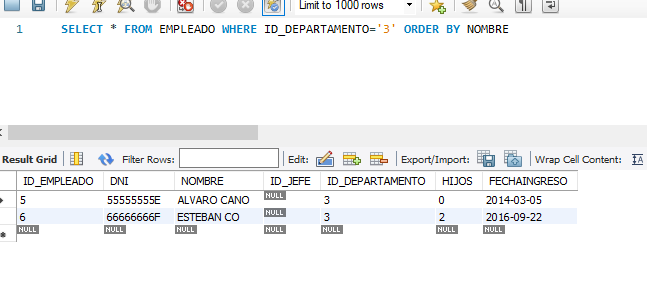 Limit to 1000 rows
1 SELECT * FROM EMPLEADO WHERE ID_DEPARTAMENTO='3' ORDER BY NOMBRE
Result Grid Filter Rows: Edit: Export/Import: Wrap Cell Content: IA
ID_EMPLEADO DNI NOMBRE ID_JEFE ID_DEPARTAMENTO HIJOS FECHAINGRESO
5 55555555E ALVARO CANO NULL 3 0 2014-03-05
6 66666666F ESTEBAN CO NULL 3 2 2016-09-22
NULL NULL NULL NULL NULL NULL NULL